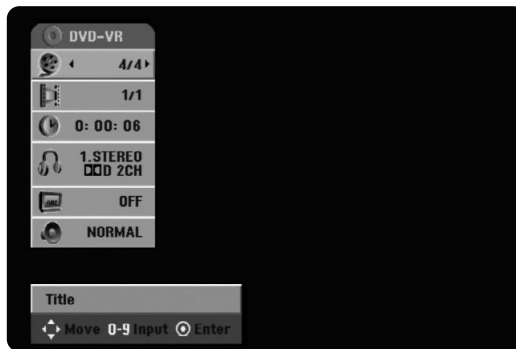 DVD-VR
4/4
1/1
0: 00: 06
1.STEREO
D 2CH
ABC
OFF
NORMAL
Title
Move 0-9 Input Enter